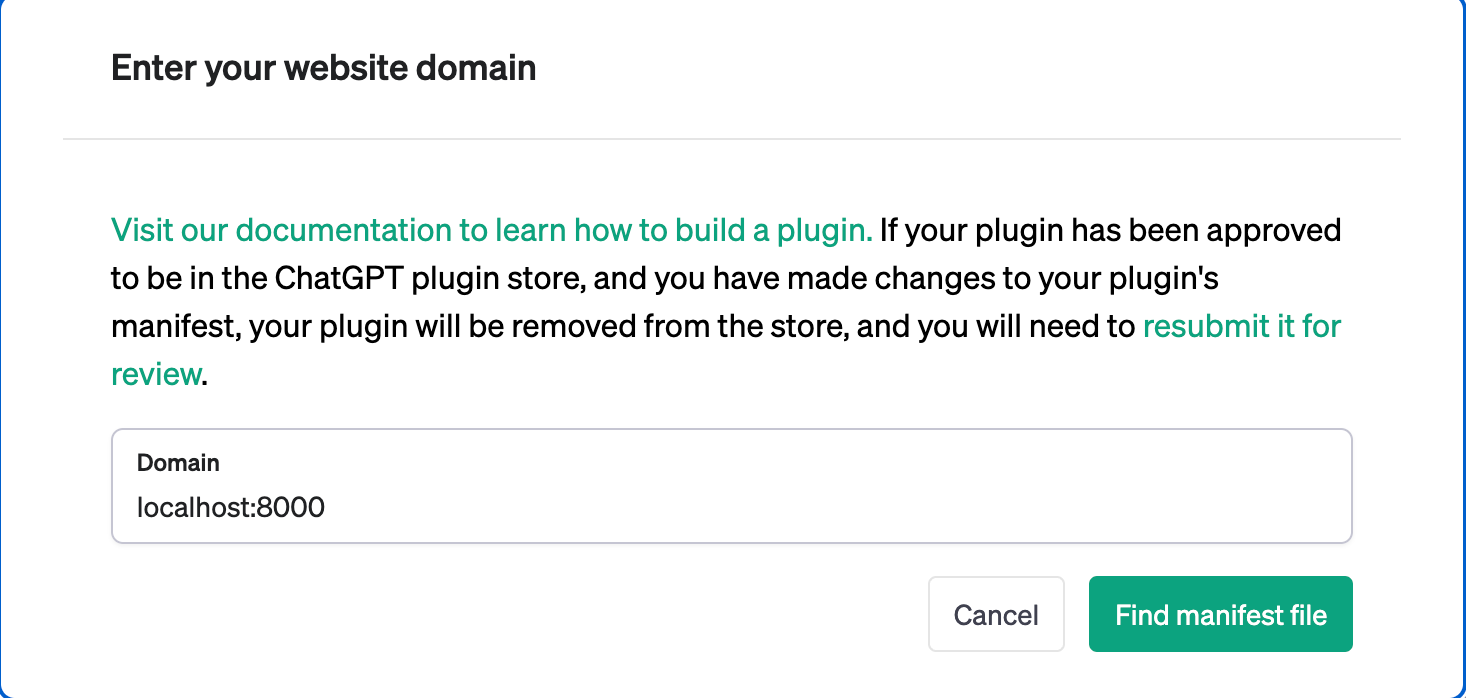 Enter your website domain
Visit our documentation to learn how to build a plugin. If your plugin has been approved
to be in the ChatGPT plugin store, and you have made changes to your plugin's
manifest, your plugin will be removed from the store, and you will need to resubmit it for
review.
Domain
localhost:8000
Cancel
Find manifest file